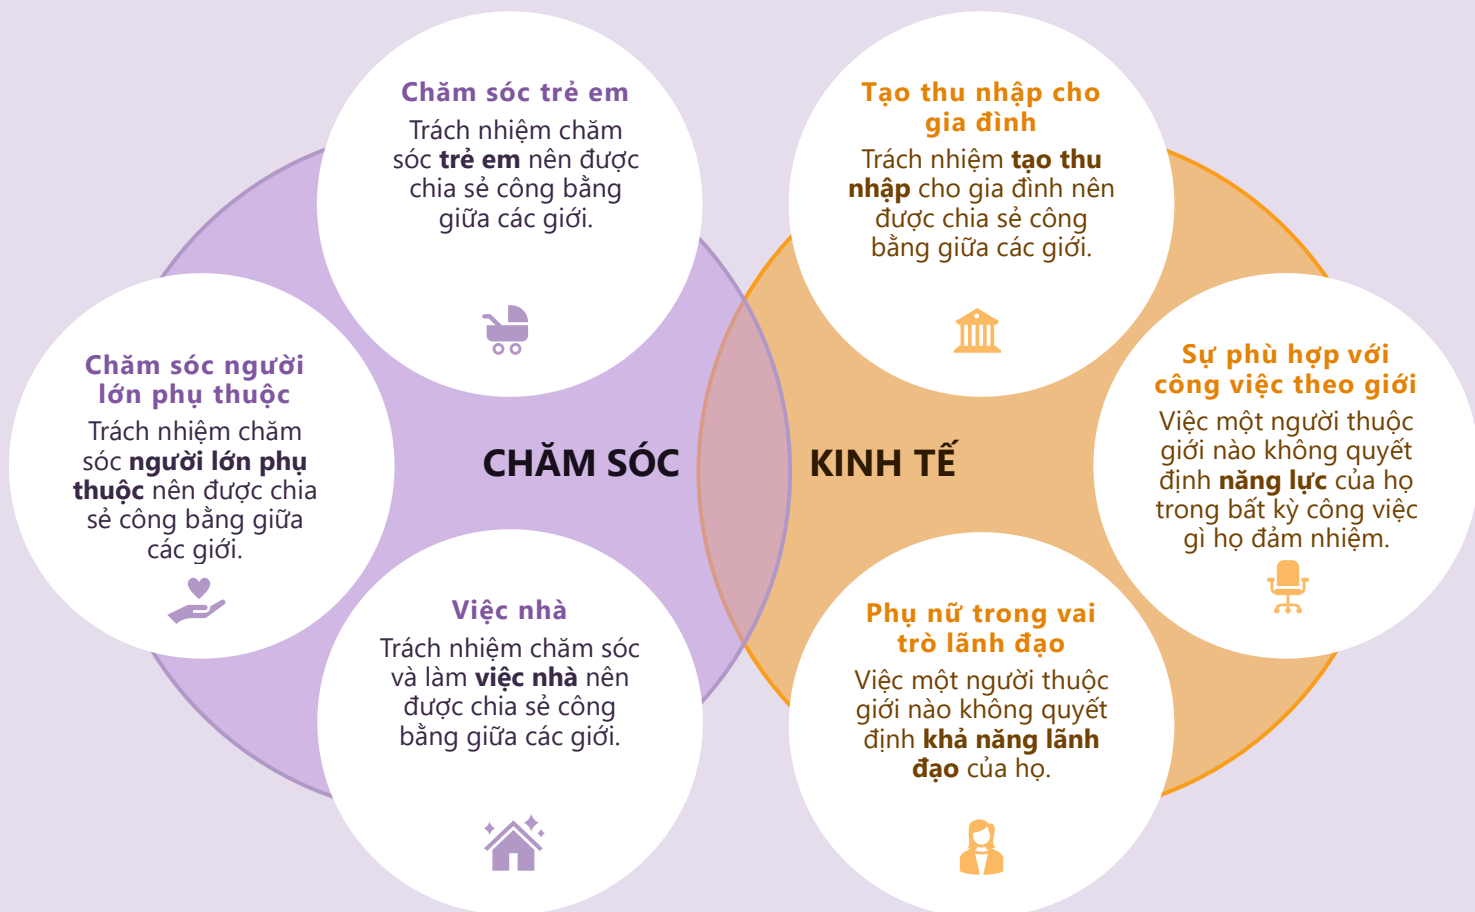 Chăm sóc trẻ em
Trách nhiệm chăm
sóc trẻ em nên được
chia sẻ công bằng
giữa các giới.
Tạo thu nhập cho
gia đình
Trách nhiệm tạo thu
nhập cho gia đình nên
được chia sẻ công
bằng giữa các giới.
Chăm sóc người
lớn phụ thuộc
Trách nhiệm chăm
sóc người lớn phụ
thuộc nên được chia
sẻ công bằng giữa
các giới.
CHĂM SÓC
KINH TẾ
Sự phù hợp với
công việc theo giới
Việc một người thuộc
giới nào không quyết
định năng lực của họ
trong bất kỳ công việc
gì họ đảm nhiệm.
Việc nhà
Trách nhiệm chăm sóc
và làm việc nhà nên
được chia sẻ công
bằng giữa các giới.
Phụ nữ trong vai
trò lãnh đạo
Việc một người thuộc
giới nào không quyết
định khả năng lãnh
đạo của họ.